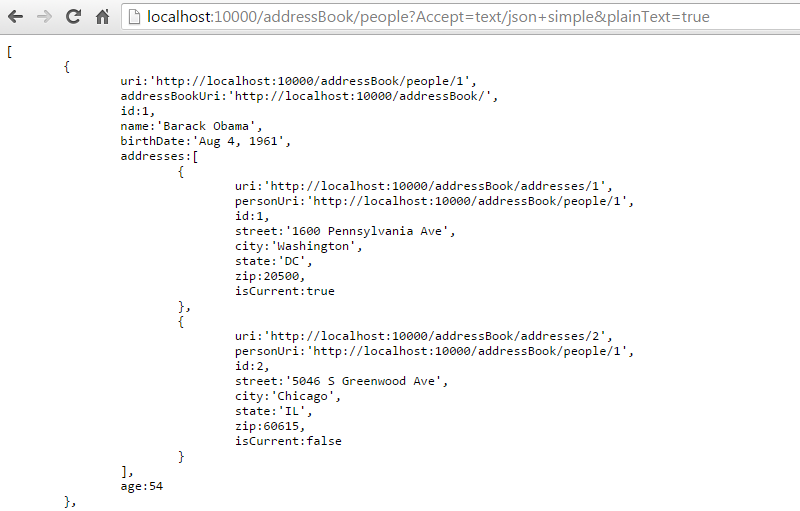 localhost:10000/addressBook/people?Accept=text/json+simple&plainText=true
[
	{
		uri:'http://localhost:10000/addressBook/people/1',
		addressBookUri:'http://localhost:10000/addressBook/',
		id:1,
		name:'Barack Obama',
		birthDate:'Aug 4, 1961',
		addresses:[
			{
				uri:'http://localhost:10000/addressBook/addresses/1',
				personUri:'http://localhost:10000/addressBook/people/1',
				id:1,
				street:'1600 Pennsylvania Ave',
				city:'Washington',
				state:'DC',
				zip:20500,
				isCurrent:true
			},
			{
				uri:'http://localhost:10000/addressBook/addresses/2',
				personUri:'http://localhost:10000/addressBook/people/1',
				id:2,
				street:'5046 S Greenwood Ave',
				city:'Chicago',
				state:'IL',
				zip:60615,
				isCurrent:false
			}
		],
		age:54
	},